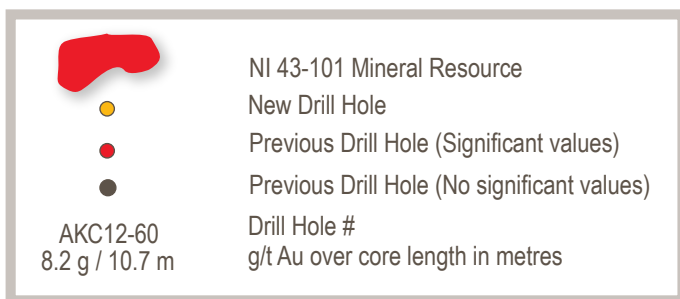 NI 43-101 Mineral Resource
New Drill Hole
Previous Drill Hole (Significant values)
Previous Drill Hole (No significant values)
AKC12-60 Drill Hole #
8.2 g / 10.7 m g/t Au over core length in metres